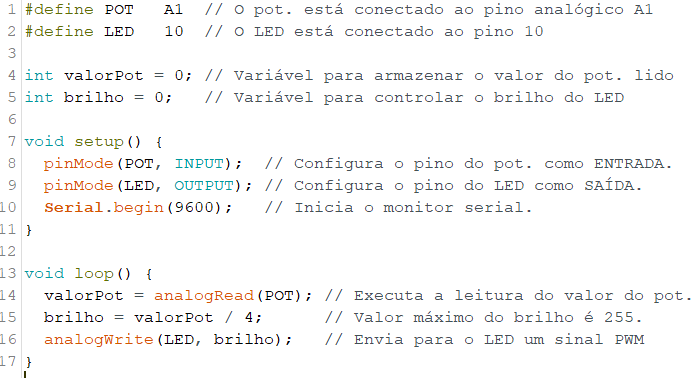 1 #define POT   A1  // O pot. está conectado ao pino analógico A1
2 #define LED   10  // O LED está conectado ao pino 10
3
4 int valorPot = 0; // Variável para armazenar o valor do pot. lido
5 int brilho = 0;   // Variável para controlar o brilho do LED
6
7 void setup() {
8   pinMode(POT, INPUT);  // Configura o pino do pot. como ENTRADA.
9   pinMode(LED, OUTPUT); // Configura o pino do LED como SAÍDA.
10   Serial.begin(9600);   // Inicia o monitor serial.
11 }
12
13 void loop() {
14   valorPot = analogRead(POT); // Executa a leitura do valor do pot.
15   brilho = valorPot / 4;      // Valor máximo do brilho é 255.
16   analogWrite(LED, brilho);   // Envia para o LED um sinal PWM
17 }